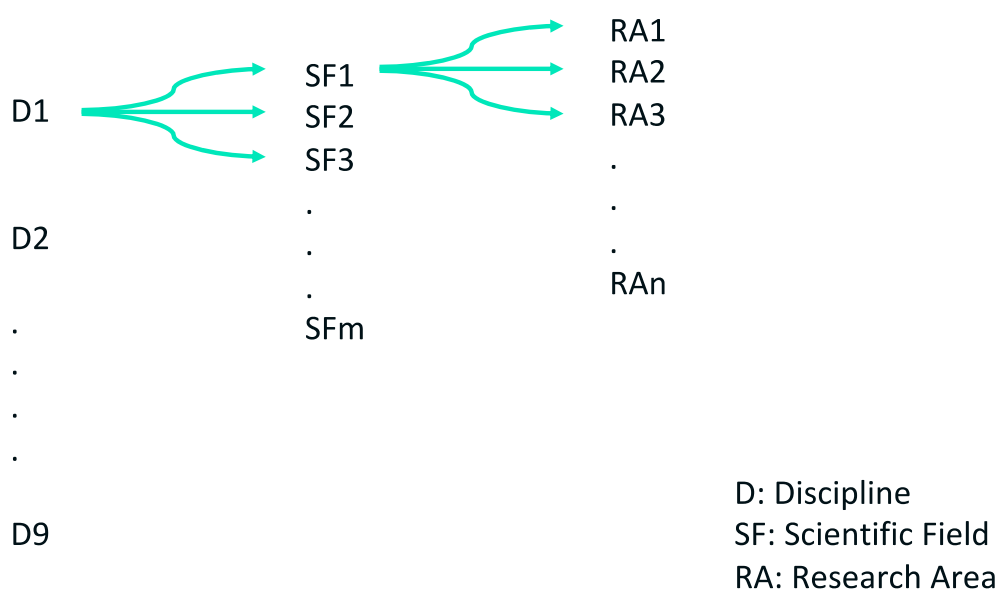 D1
D2
.
.
.
.
D9
SF1
SF2
SF3
.
.
.
SFm
RA1
RA2
RA3
.
.
.
RAn
D: Discipline
SF: Scientific Field
RA: Research Area